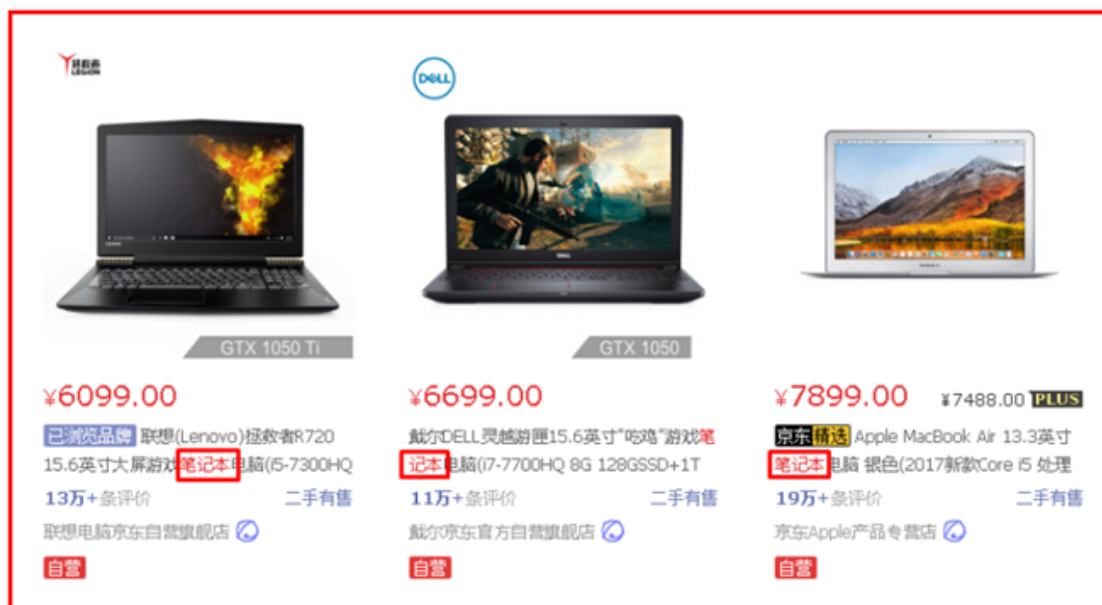 拯救者
LEGION
DELL
GTX 1050 Ti
GTX 1050
¥6099.00
¥6699.00
¥7899.00 ¥7488.00 PLUS
已浏览品牌 联想(Lenovo)拯救者R720
15.6英寸大屏游戏笔记本电脑(i5-7300HQ
13万+条评价 二手有售
联想电脑京东自营旗舰店
自营
戴尔DELL灵越游匣15.6英寸"吃鸡"游戏笔
记本电脑(i7-7700HQ 8G 128GSSD+1T
11万+条评价 二手有售
戴尔京东官方自营旗舰店
自营
京东精选 Apple MacBook Air 13.3英寸
笔记本电脑 银色(2017新款Core i5 处理
19万+条评价 二手有售
京东Apple产品专营店
自营